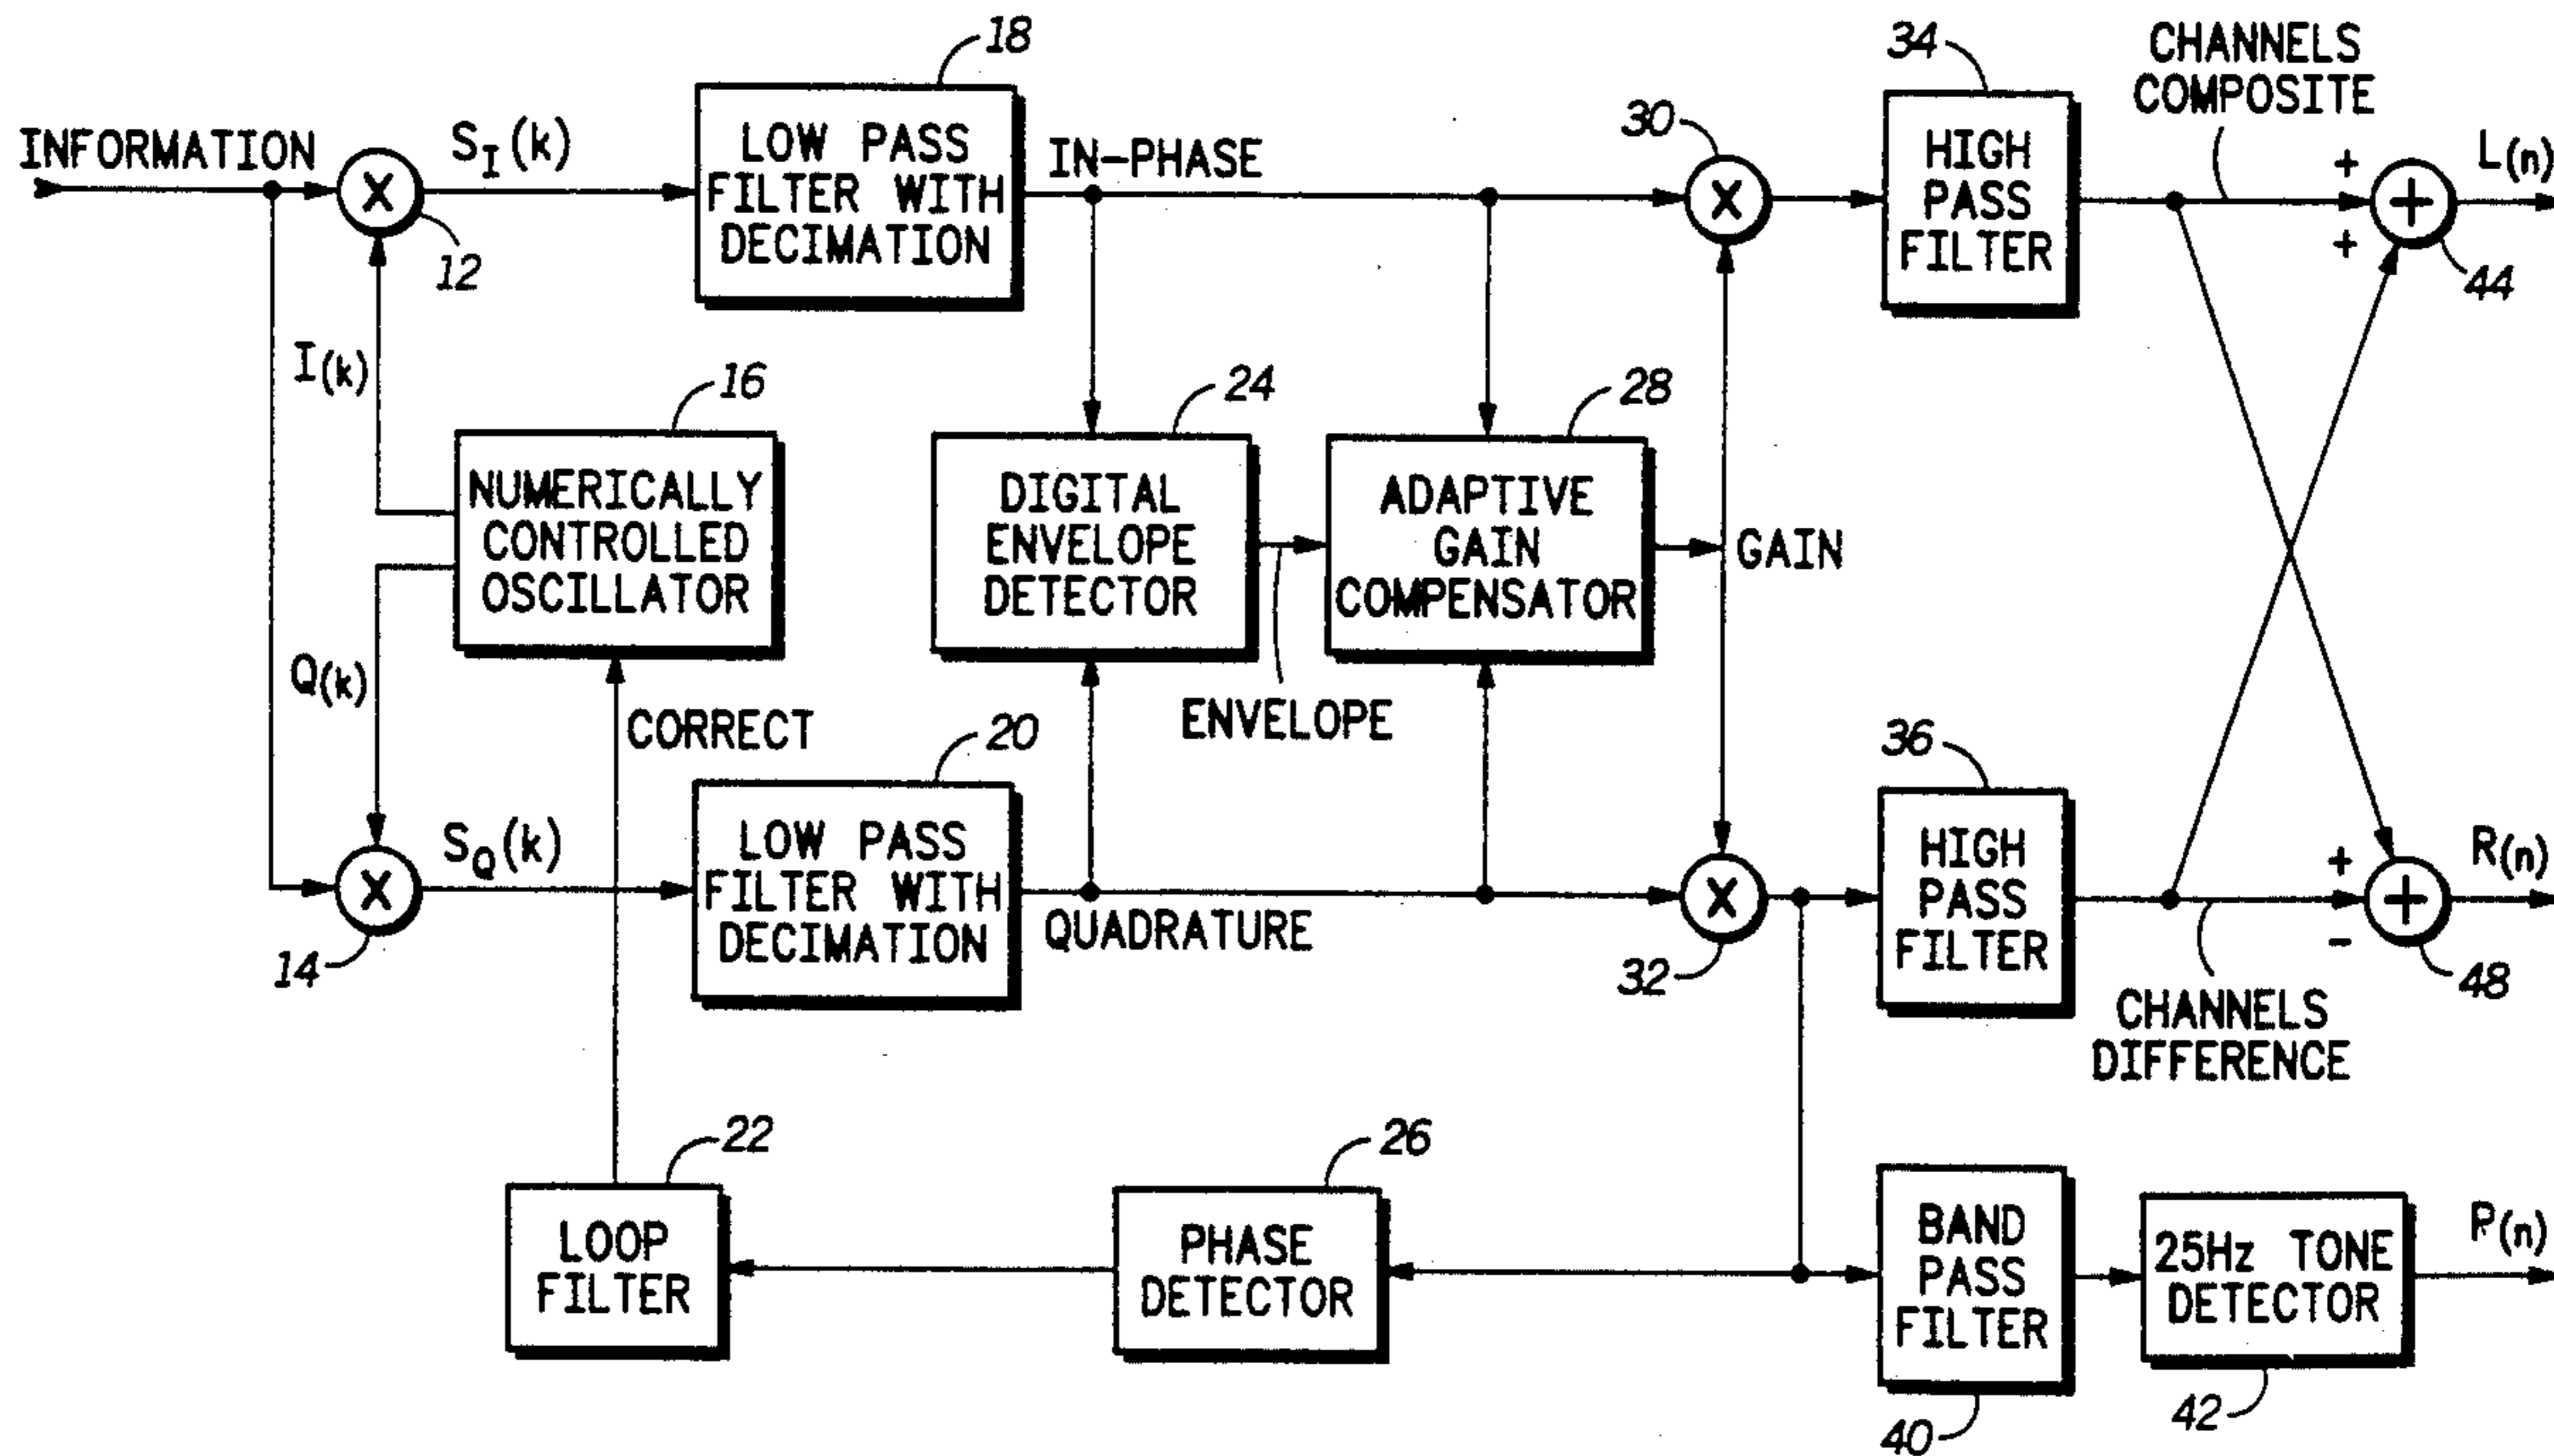 18
34
CHANNELS
COMPOSITE
INFORMATION
S_I(k)
LOW PASS
FILTER WITH
DECIMATION
IN-PHASE
30
HIGH
PASS
FILTER
+
+
L(n)
X
12
X
+
44
I(k)
16
24
28
NUMERICALLY
CONTROLLED
OSCILLATOR
DIGITAL
ENVELOPE
DETECTOR
ADAPTIVE
GAIN
COMPENSATOR
GAIN
Q(k)
CORRECT
20
ENVELOPE
36
S_Q(k)
LOW PASS
FILTER WITH
DECIMATION
QUADRATURE
X
14
X
32
HIGH
PASS
FILTER
+
-
R(n)
+
48
CHANNELS
DIFFERENCE
22
26
LOOP
FILTER
PHASE
DETECTOR
BAND
PASS
FILTER
25Hz TONE
DETECTOR
P(n)
40
42